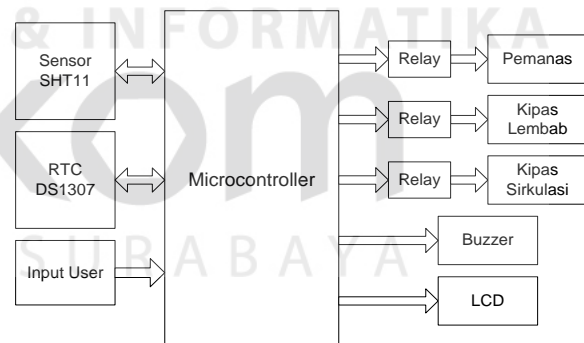 & INFORMATIKA
Sensor
SHT11
Relay
Pemanas
kom
Relay
Kipas
Lembab
RTC
DS1307
Microcontroller
Relay
Kipas
Sirkulasi
SURABAYA
Input User
Buzzer
LCD